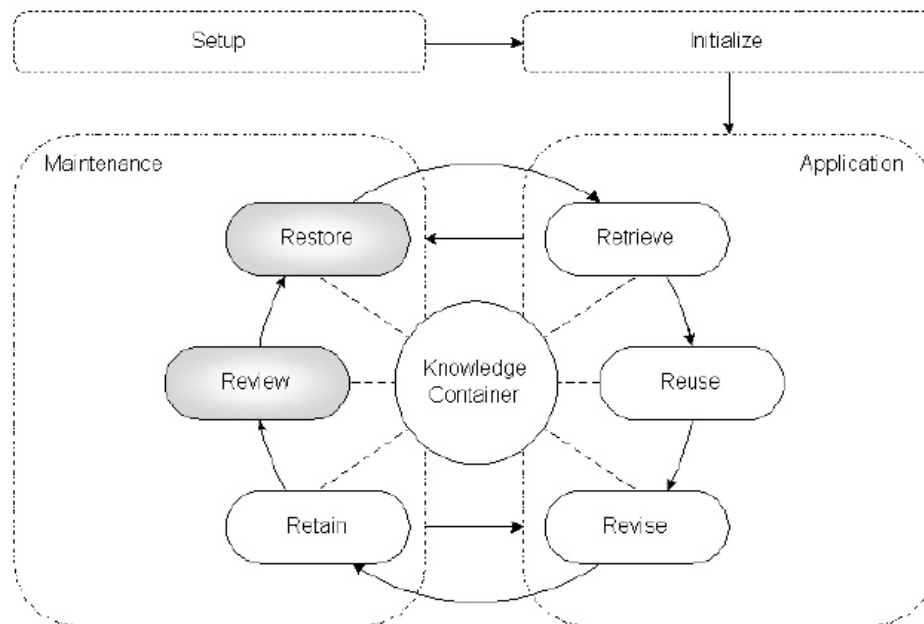 Setup
Initialize
Maintenance
Application
Restore
Retrieve
Review
Knowledge
Container
Reuse
Retain
Revise